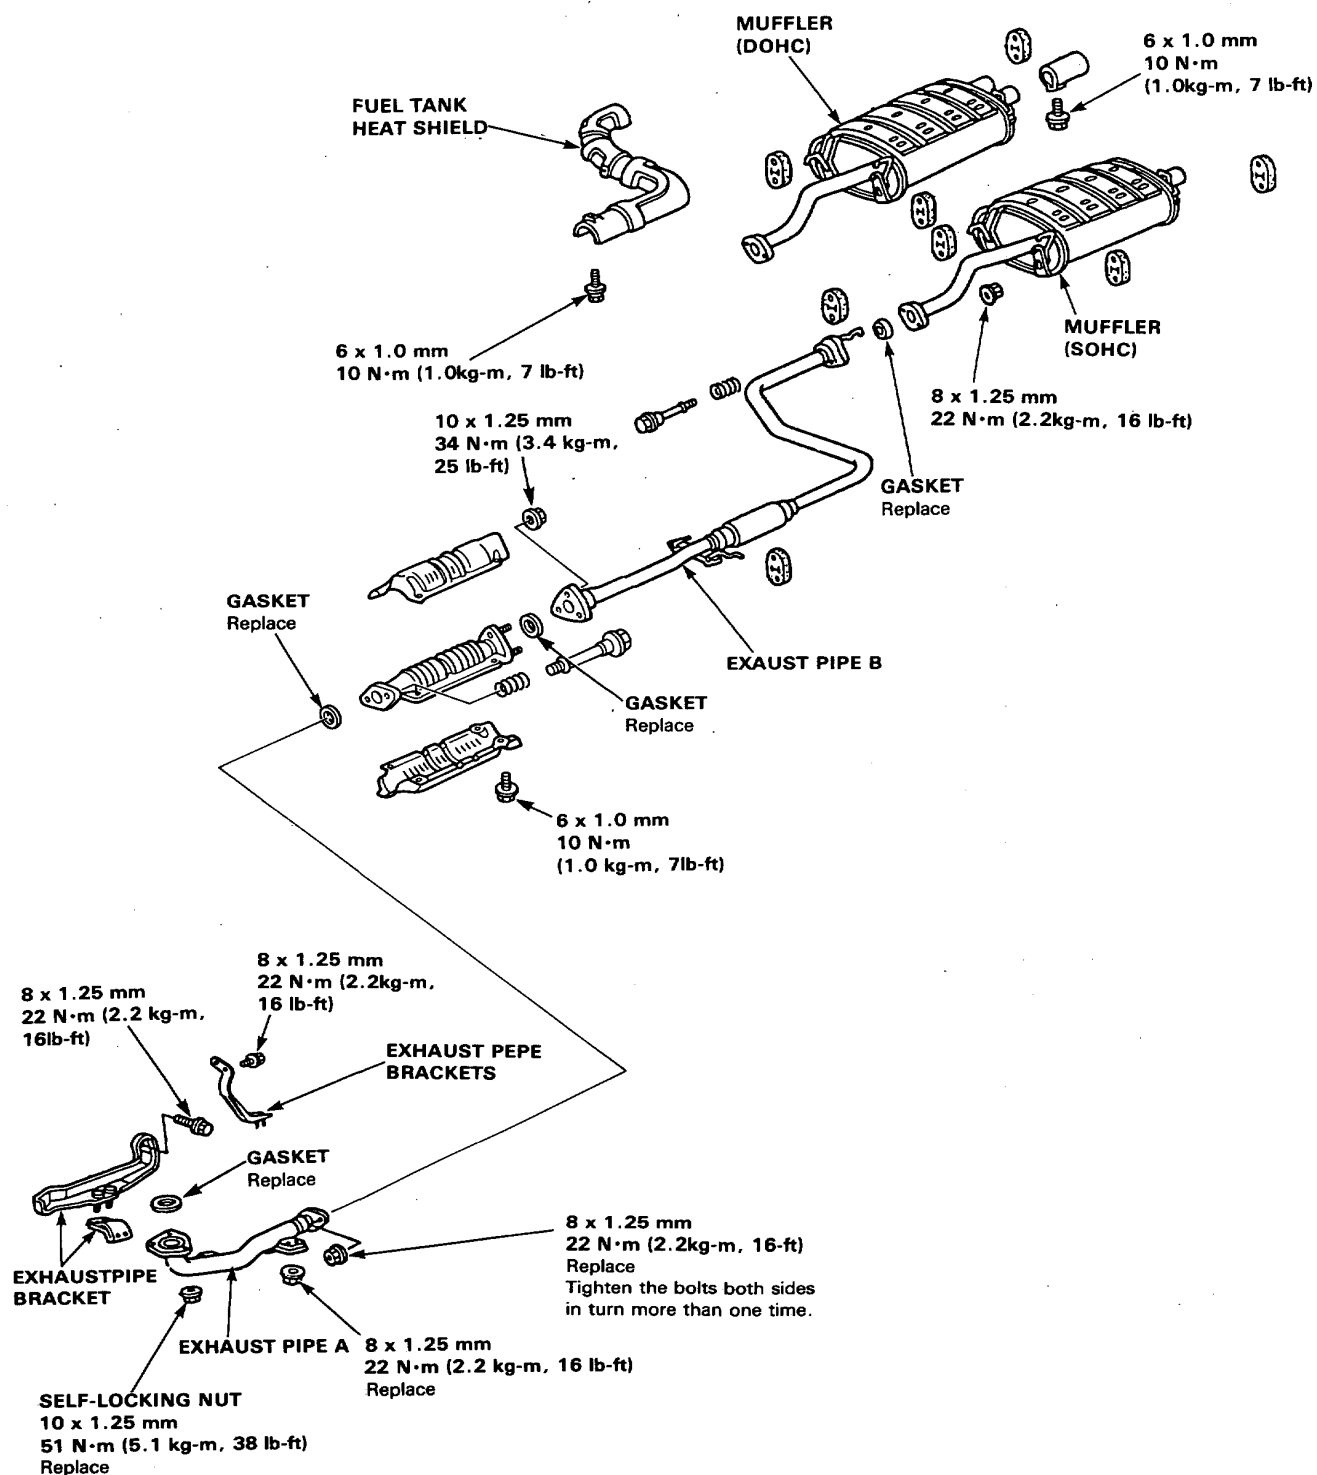 MUFFLER
(DOHC)
6 x 1.0 mm
10 N•m
(1.0kg-m, 7 lb-ft)
FUEL TANK
HEAT SHIELD
6 x 1.0 mm
10 N•m (1.0kg-m, 7 lb-ft)
MUFFLER
(SOHC)
8 x 1.25 mm
22 N•m (2.2kg-m, 16 lb-ft)
10 x 1.25 mm
34 N•m (3.4 kg-m,
25 lb-ft)
GASKET
Replace
GASKET
Replace
EXAUST PIPE B
GASKET
Replace
6 x 1.0 mm
10 N•m
(1.0 kg-m, 7lb-ft)
8 x 1.25 mm
22 N•m (2.2kg-m,
16 lb-ft)
8 x 1.25 mm
22 N•m (2.2 kg-m,
16lb-ft)
EXHAUST PEPE
BRACKETS
GASKET
Replace
8 x 1.25 mm
22 N•m (2.2kg-m, 16-ft)
Replace
Tighten the bolts both sides
in turn more than one time.
EXHAUSTPIPE
BRACKET
EXHAUST PIPE A
8 x 1.25 mm
22 N•m (2.2 kg-m, 16 lb-ft)
Replace
SELF-LOCKING NUT
10 x 1.25 mm
51 N•m (5.1 kg-m, 38 lb-ft)
Replace